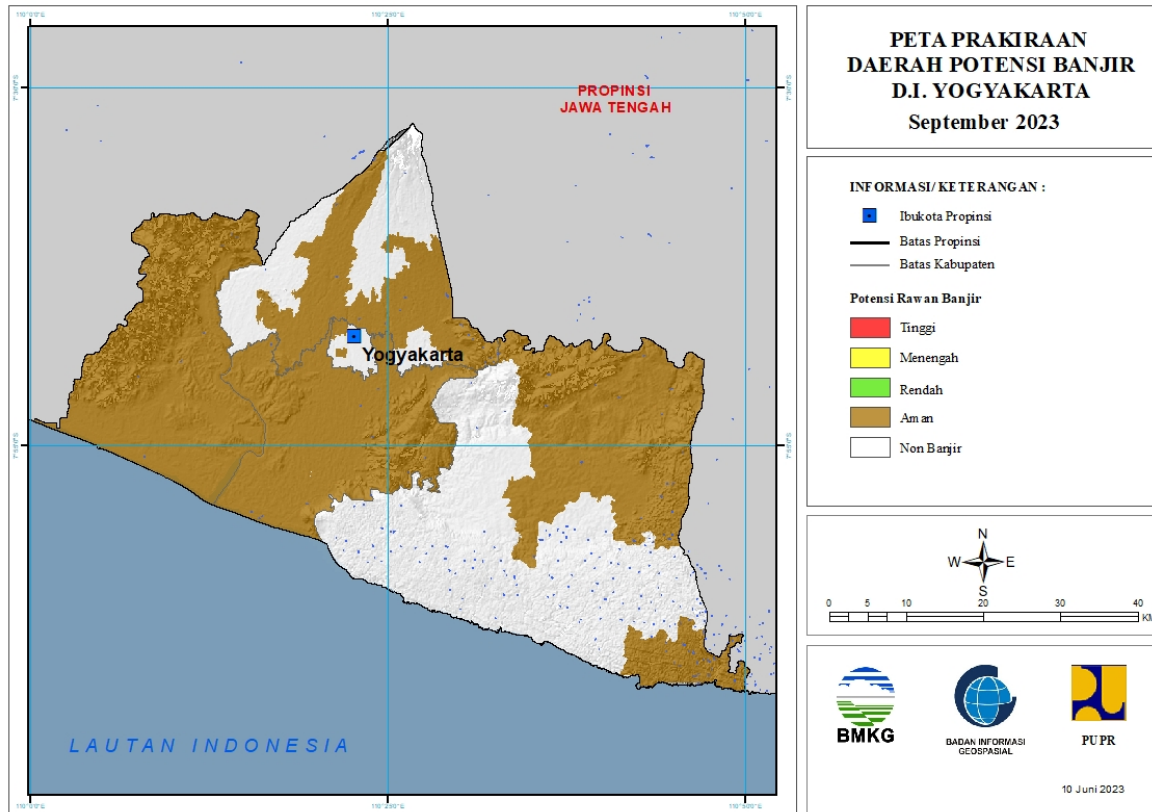 PETA PRAKIRAAN
DAERAH POTENSI BANJIR
D.I. YOGYAKARTA
September 2023
PROPINSI
JAWA TENGAH
Yogyakarta
LAUTAN INDONESIA
INFORMASI/ KETERANGAN :
Ibukota Propinsi
Batas Propinsi
Batas Kabupaten
Potensi Rawan Banjir
Tinggi
Menengah
Rendah
Aman
Non Banjir
N
W E
S
0 5 10 20 30 40
KM
BMKG
BADAN INFORMASI
GEOSPASIAL
PUPR
10 Juni 2023